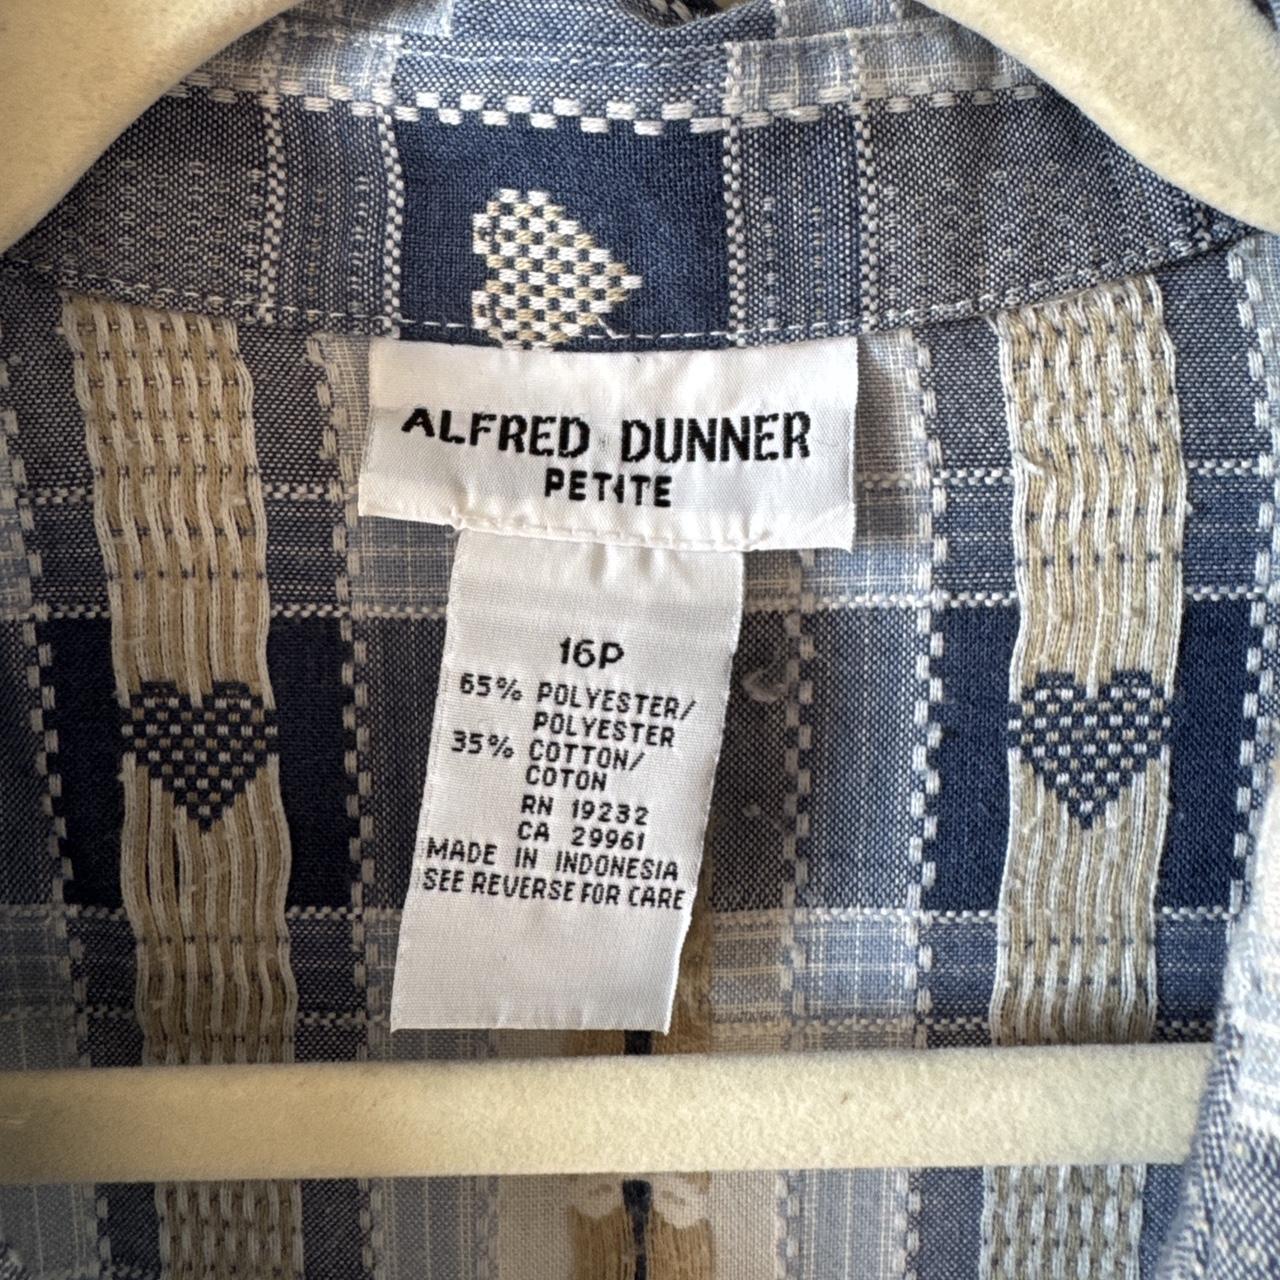 ALFRED DUNNER
PETITE
16P
65% POLYESTER/
POLYESTER
35% COTTON/
COTON
RN 19232
CA 29961
MADE IN INDONESIA
SEE REVERSE FOR CARE